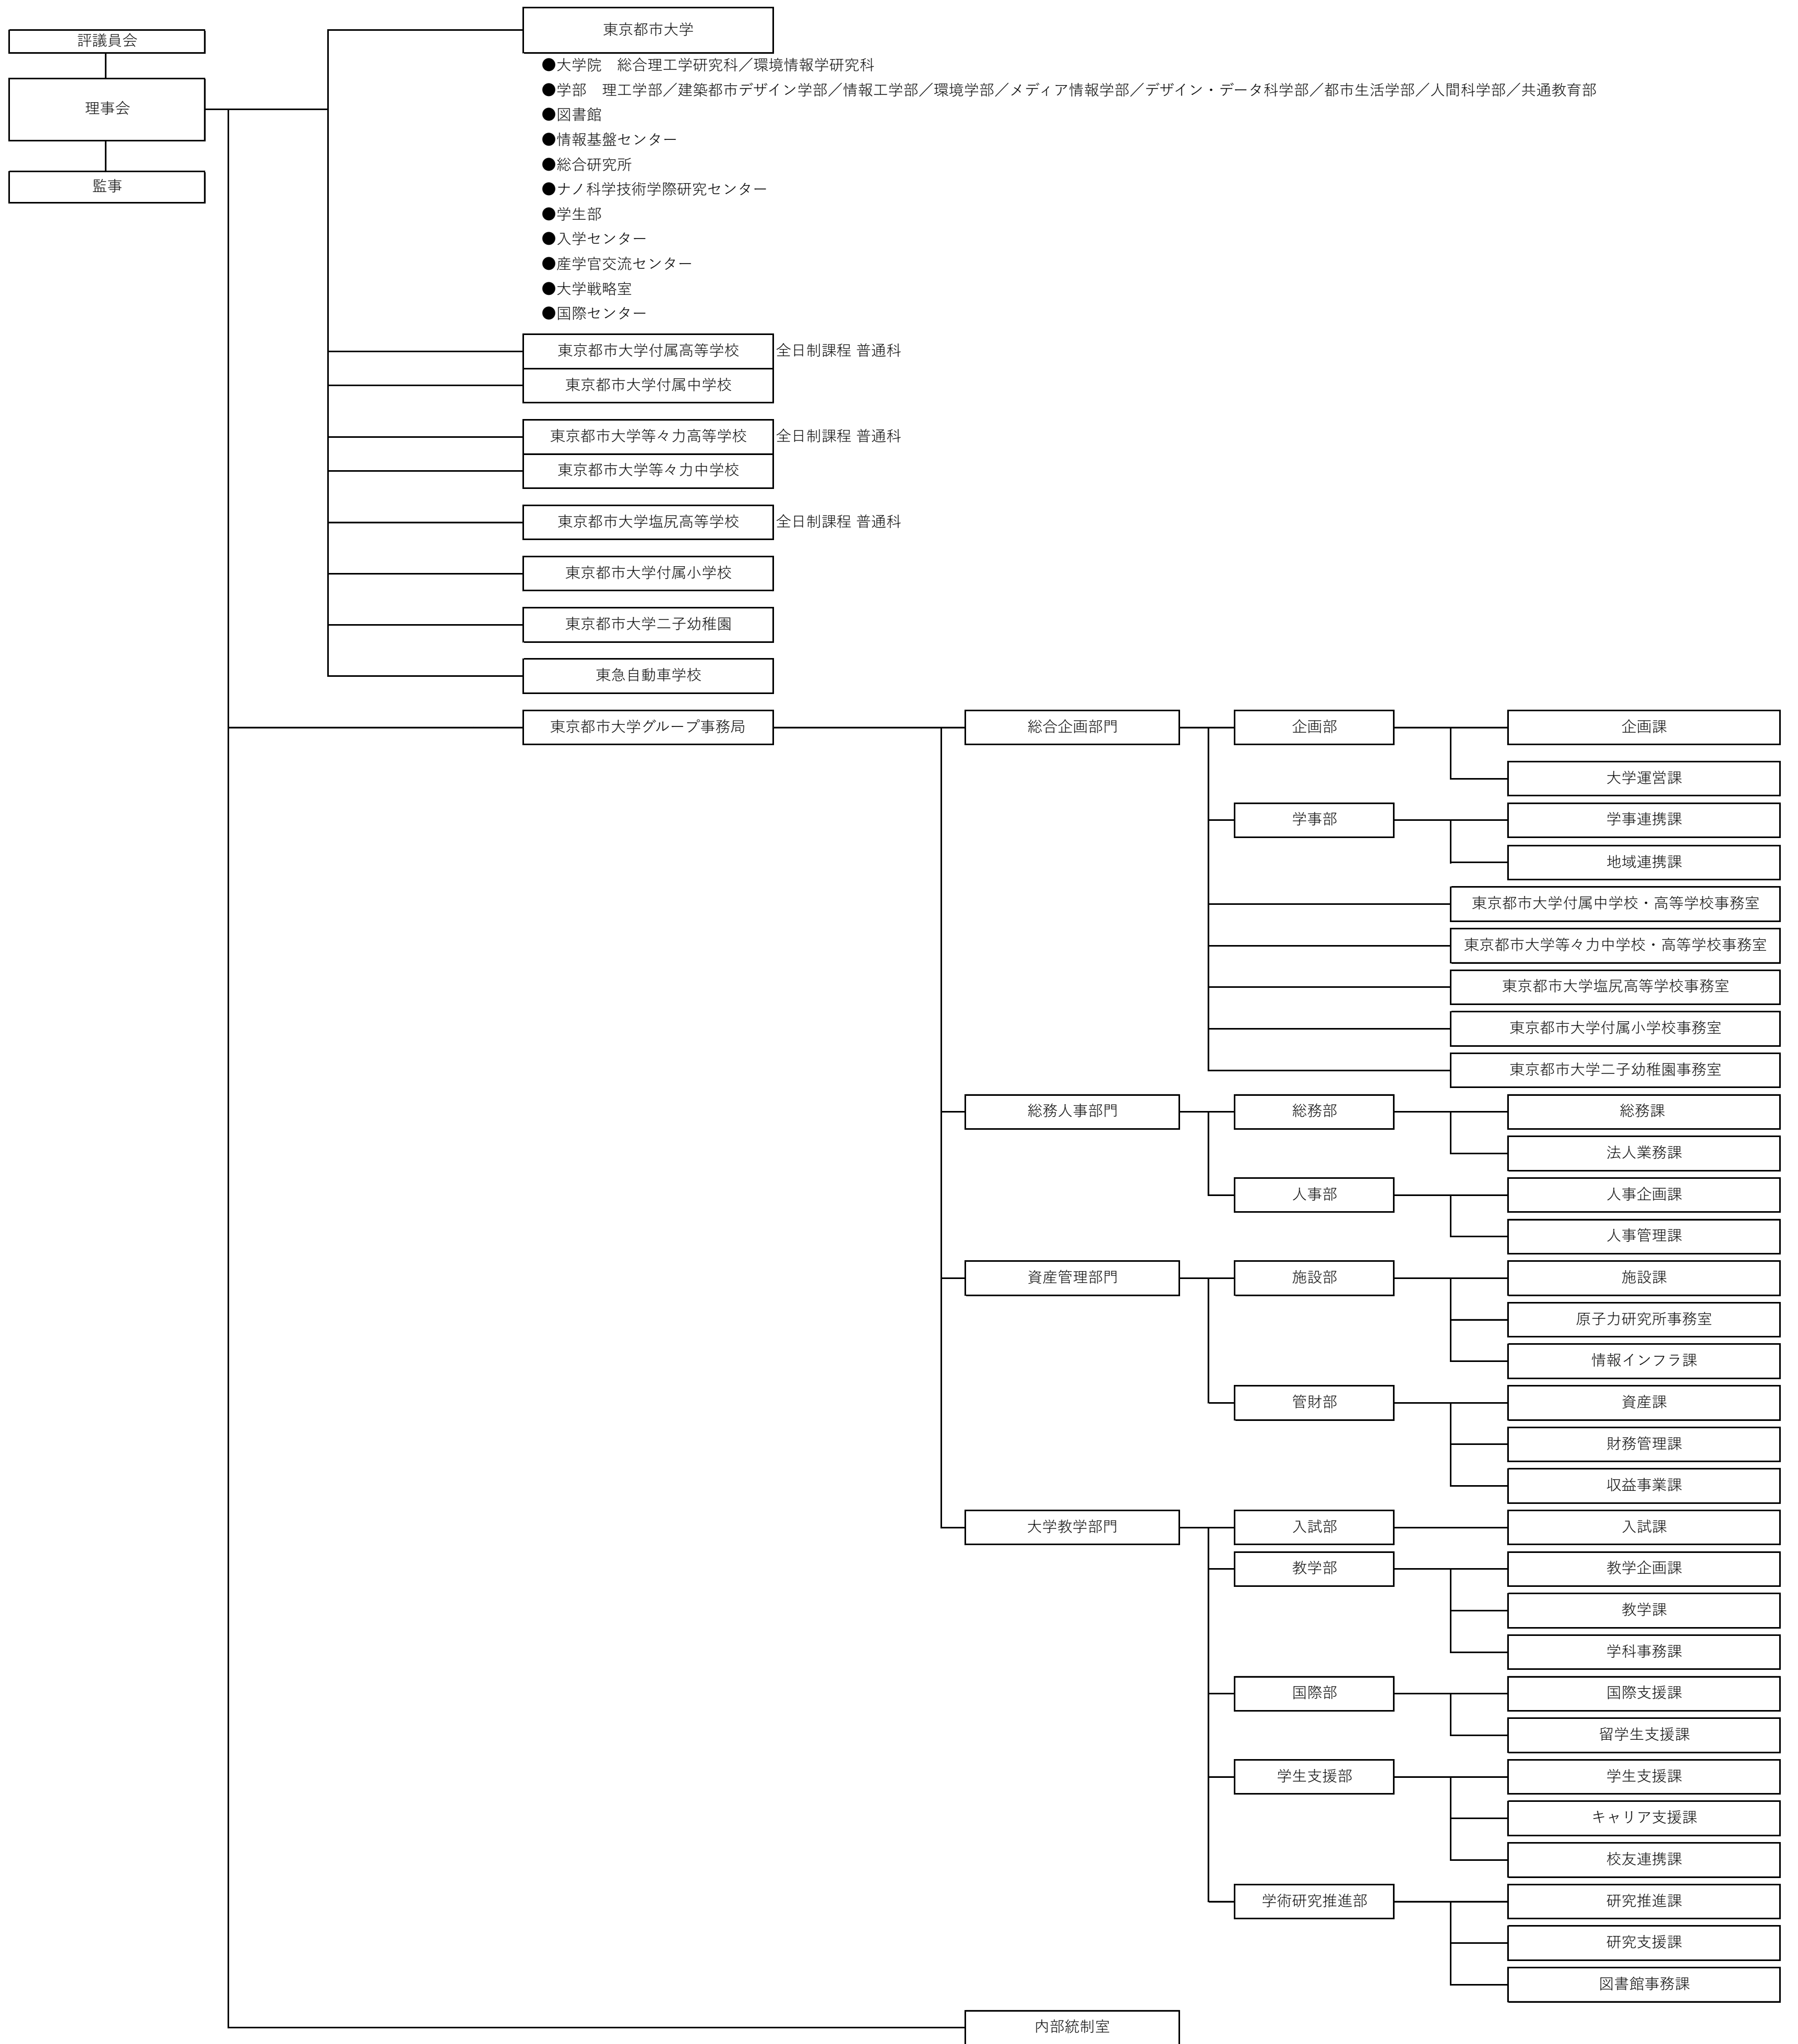 評議員会
理事会
監事
東京都市大学
●大学院　総合理工学研究科／環境情報学研究科
●学部　理工学部／建築都市デザイン学部／情報工学部／環境学部／メディア情報学部／デザイン・データ科学部／都市生活学部／人間科学部／共通教育部
●図書館
●情報基盤センター
●総合研究所
●ナノ科学技術学際研究センター
●学生部
●入学センター
●産学官交流センター
●大学戦略室
●国際センター
東京都市大学付属高等学校 全日制課程 普通科
東京都市大学付属中学校
東京都市大学等々力高等学校 全日制課程 普通科
東京都市大学等々力中学校
東京都市大学塩尻高等学校 全日制課程 普通科
東京都市大学付属小学校
東京都市大学二子幼稚園
東急自動車学校
東京都市大学グループ事務局
総合企画部門
企画部
企画課
大学運営課
学事部
学事連携課
地域連携課
東京都市大学付属中学校・高等学校事務室
東京都市大学等々力中学校・高等学校事務室
東京都市大学塩尻高等学校事務室
東京都市大学付属小学校事務室
東京都市大学二子幼稚園事務室
総務人事部門
総務部
総務課
法人業務課
人事部
人事企画課
人事管理課
資産管理部門
施設部
施設課
原子力研究所事務室
情報インフラ課
管財部
資産課
財務管理課
収益事業課
大学教学部門
入試部
入試課
教学部
教学企画課
教学課
学科事務課
国際部
国際支援課
留学生支援課
学生支援部
学生支援課
キャリア支援課
校友連携課
学術研究推進部
研究推進課
研究支援課
図書館事務課
内部統制室